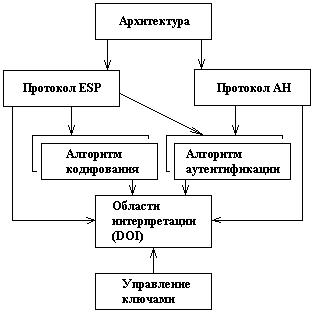 Архитектура
Протокол ESP
Протокол AH
Алгоритм
кодирования
Алгоритм
аутентификации
Области
интерпретации
(DOI)
Управление
ключами